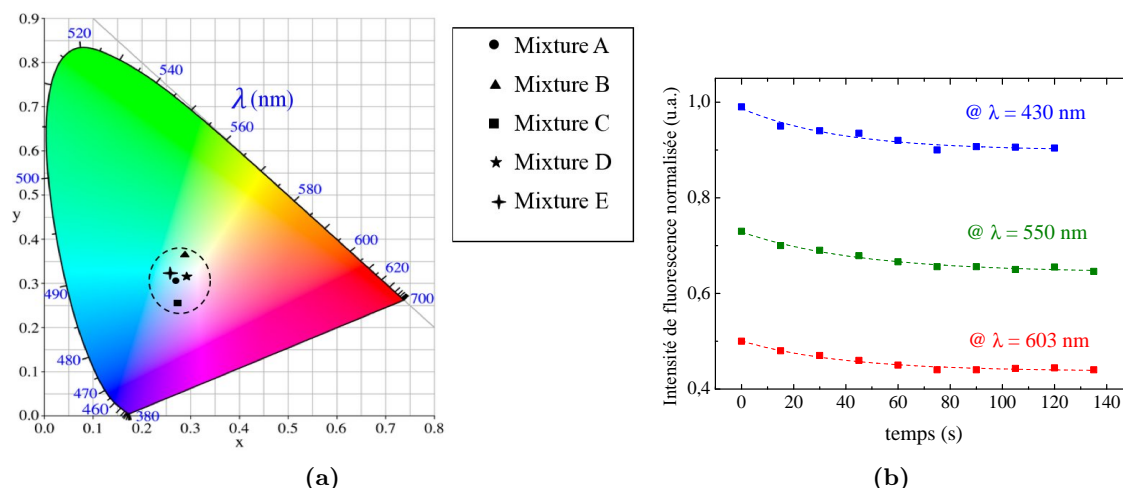 0.9
0.8
0.7
0.6
0.5
y
0.4
0.3
0.2
0.1
0.0
0.0 0.1 0.2 0.3 0.4 0.5 0.6 0.7 0.8
x
520
540
λ (nm)
560
500
580
600
620
490
700
480
470
460
380
Mixture A
Mixture B
Mixture C
Mixture D
Mixture E
(a)
Intensité de fluorescence normalisée (u.a.)
1,0
0,8
0,6
0,4
@ λ = 430 nm
@ λ = 550 nm
@ λ = 603 nm
0 20 40 60 80 100 120 140
temps (s)
(b)